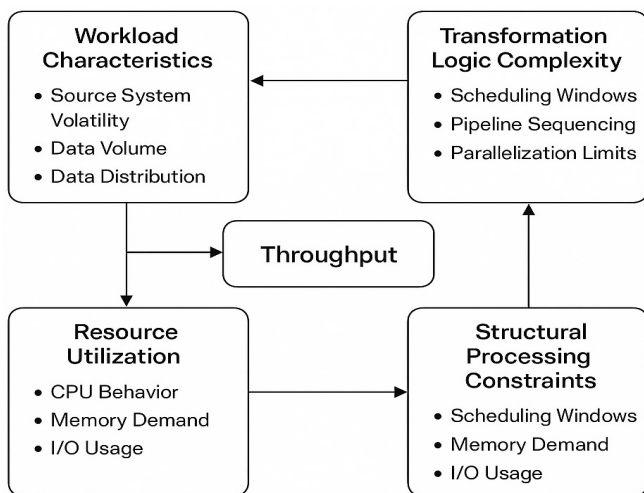 Workload
Characteristics
• Source System
Volatility
• Data Volume
• Data Distribution
Transformation
Logic Complexity
• Scheduling Windows
• Pipeline Sequencing
• Parallelization Limits
Throughput
Resource
Utilization
• CPU Behavior
• Memory Demand
• I/O Usage
Structural
Processing
Constraints
• Scheduling Windows
• Memory Demand
• I/O Usage